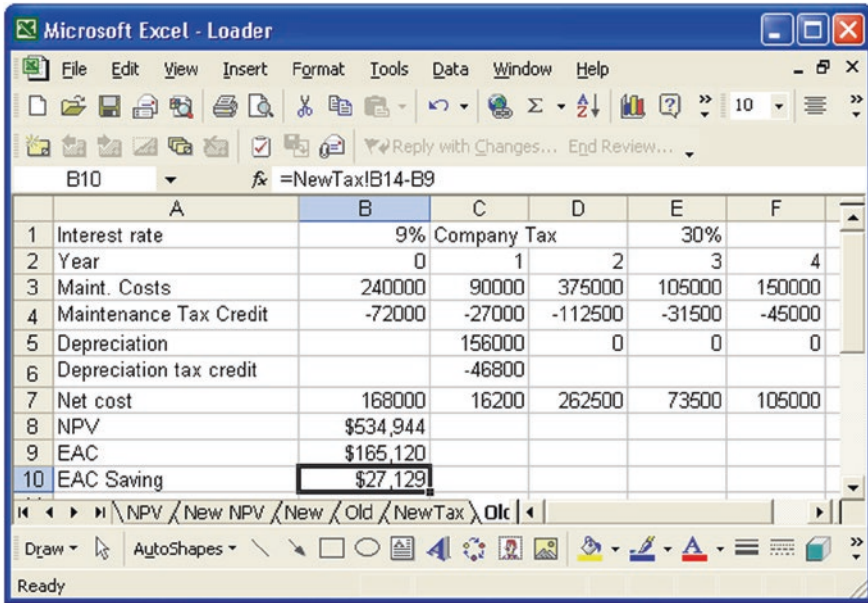 Microsoft Excel - Loader
File Edit View Insert Format Tools Data Window Help
10
Reply with Changes... End Review...
B10 fx =NewTax!B14-B9
A B C D E F
1 Interest rate 9% Company Tax 30%
2 Year 0 1 2 3 4
3 Maint. Costs 240000 90000 375000 105000 150000
4 Maintenance Tax Credit -72000 -27000 -112500 -31500 -45000
5 Depreciation 156000 0 0 0
6 Depreciation tax credit -46800
7 Net cost 168000 16200 262500 73500 105000
8 NPV $534,944
9 EAC $165,120
10 EAC Saving $27,129
NPV / New NPV / New / Old / NewTax \ Old
Draw AutoShapes
Ready